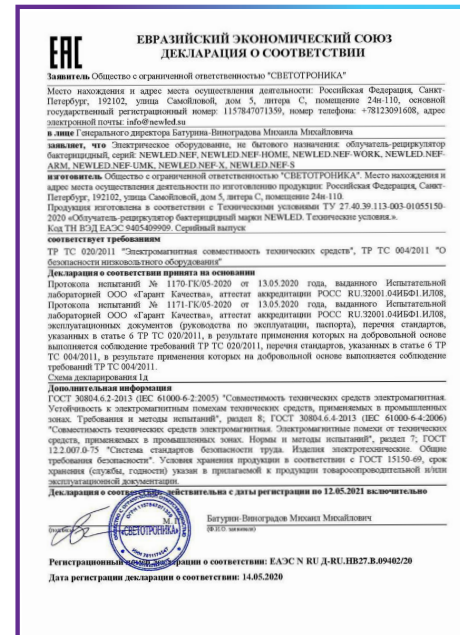 ЕАС
ЕВРАЗИЙСКИЙ ЭКОНОМИЧЕСКИЙ СОЮЗ
ДЕКЛАРАЦИЯ О СООТВЕТСТВИИ
Заявитель Общество с ограниченной ответственностью "СВЕТОТРОНИКА"
Место нахождения и адрес места осуществления деятельности: Российская Федерация, Санкт-
Петербург, 192102, улица Самойловой, дом 5, литера С, помещение 24н-110, основной
государственный регистрационный номер: 1157847071359, номер телефона: +78123091608, адрес
электронной почты: info@newled.su
в лице Генерального директора Батурина-Виноградова Михаила Михайловича
заявляет, что Электрическое оборудование, не бытового назначения: облучатель-рециркулятор
бактерицидный, серий: NEWLED.NEF, NEWLED.NEF-HOME, NEWLED.NEF-WORK, NEWLED.NEF-
ARM, NEWLED.NEF-UMK, NEWLED.NEF-X, NEWLED.NEF-S
изготовитель Общество с ограниченной ответственностью "СВЕТОТРОНИКА". Место нахождения и
адрес места осуществления деятельности по изготовлению продукции: Российская Федерация, Санкт-
Петербург, 192102, улица Самойловой, дом 5, литера С, помещение 24н-110.
Продукция изготовлена в соответствии с Техническими условиями ТУ 27.40.39.113-003-01055150-
2020 «Облучатель-рециркулятор бактерицидный марки NEWLED. Технические условия.».
Код ТН ВЭД ЕАЭС 9405409909. Серийный выпуск
соответствует требованиям
ТР ТС 020/2011 "Электромагнитная совместимость технических средств", ТР ТС 004/2011 "О
безопасности низковольтного оборудования"
Декларация о соответствии принята на основании
Протокола испытаний № 1170-ГК/05-2020 от 13.05.2020 года, выданного Испытательной
лабораторией ООО «Гарант Качества», аттестат аккредитации РОСС RU.32001.04ИБФ1.ИЛ08,
Протокола испытаний № 1171-ГК/05-2020 от 13.05.2020 года, выданного Испытательной
лабораторией ООО «Гарант Качества», аттестат аккредитации РОСС RU.32001.04ИБФ1.ИЛ08,
эксплуатационных документов (руководства по эксплуатации, паспорта), перечня стандартов,
указанных в статье 6 ТР ТС 020/2011, в результате применения которых на добровольной основе
выполняется соблюдение требований ТР ТС 020/2011, перечня стандартов, указанных в статье 6 ТР
ТС 004/2011, в результате применения которых на добровольной основе выполняется соблюдение
требований ТР ТС 004/2011.
Схема декларирования 1д
Дополнительная информация
ГОСТ 30804.6.2-2013 (IEC 61000-6-2:2005) "Совместимость технических средств электромагнитная.
Устойчивость к электромагнитным помехам технических средств, применяемых в промышленных
зонах. Требования и методы испытаний", раздел 8; ГОСТ 30804.6.4-2013 (IEC 61000-6-4:2006)
"Совместимость технических средств электромагнитная. Электромагнитные помехи от технических
средств, применяемых в промышленных зонах. Нормы и методы испытаний", раздел 7; ГОСТ
12.2.007.0-75 "Система стандартов безопасности труда. Изделия электротехнические. Общие
требования безопасности". Условия хранения продукции в соответствии с ГОСТ 15150-69, срок
хранения (службы, годности) указан в прилагаемой к продукции товаросопроводительной и/или
эксплуатационной документации.
Декларация о соответствии действительна с даты регистрации по 12.05.2021 включительно
М.
Батурин-Виноградов Михаил Михайлович
(Ф.И.О. заявителя)
«СВЕТОТРОНИКА»
Регистрационный номер декларации о соответствии: ЕАЭС N RU Д-RU.НВ27.В.09402/20
Дата регистрации декларации о соответствии: 14.05.2020